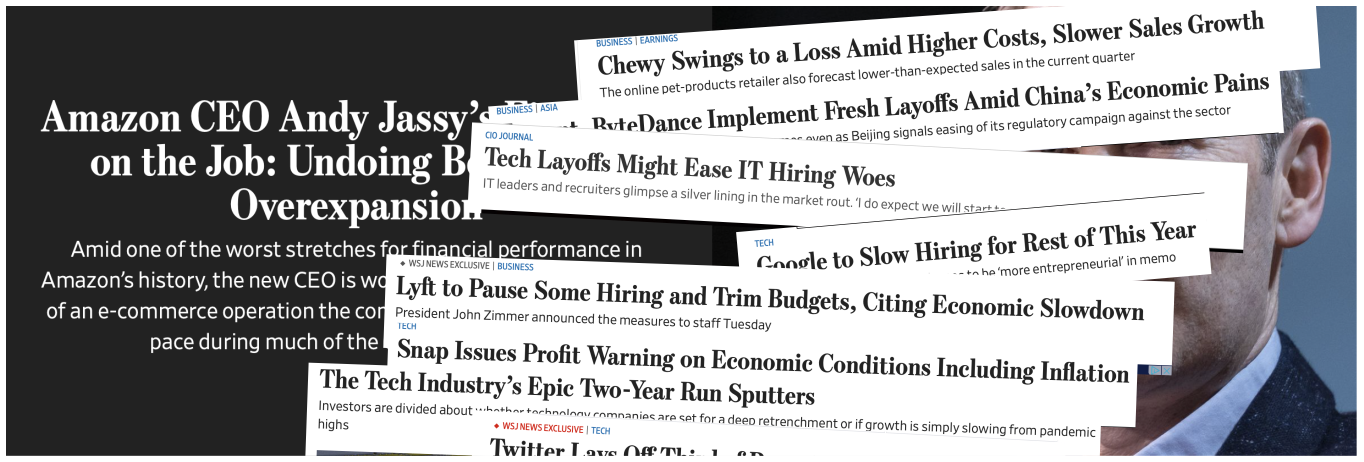 Amazon CEO Andy Jassy's
on the Job: Undoing
Overexpansion
Amid one of the worst stretches for financial performance in
Amazon's history, the new CEO is
of an e-commerce operation the
pace during much of the
BUSINESS | EARNINGS
Chewy Swings to a Loss Amid Higher Costs, Slower Sales Growth
The online pet-products retailer also forecast lower-than-expected sales in the current quarter
BUSINESS | ASIA
ByteDance Implement Fresh Layoffs Amid China's Economic Pains
even as Beijing signals easing of its regulatory campaign against the sector
CIO JOURNAL
Tech Layoffs Might Ease IT Hiring Woes
IT leaders and recruiters glimpse a silver lining in the market rout. 'I do expect we will start to
TECH
Google to Slow Hiring for Rest of This Year
to be 'more entrepreneurial' in memo
◆ WSJ NEWS EXCLUSIVE | BUSINESS
Lyft to Pause Some Hiring and Trim Budgets, Citing Economic Slowdown
President John Zimmer announced the measures to staff Tuesday
TECH
Snap Issues Profit Warning on Economic Conditions Including Inflation
The Tech Industry's Epic Two-Year Run Sputters
Investors are divided about whether technology companies are set for a deep retrenchment or if growth is simply slowing from pandemic
highs
◆ WSJ NEWS EXCLUSIVE | TECH
Twitter Lays Off Third of